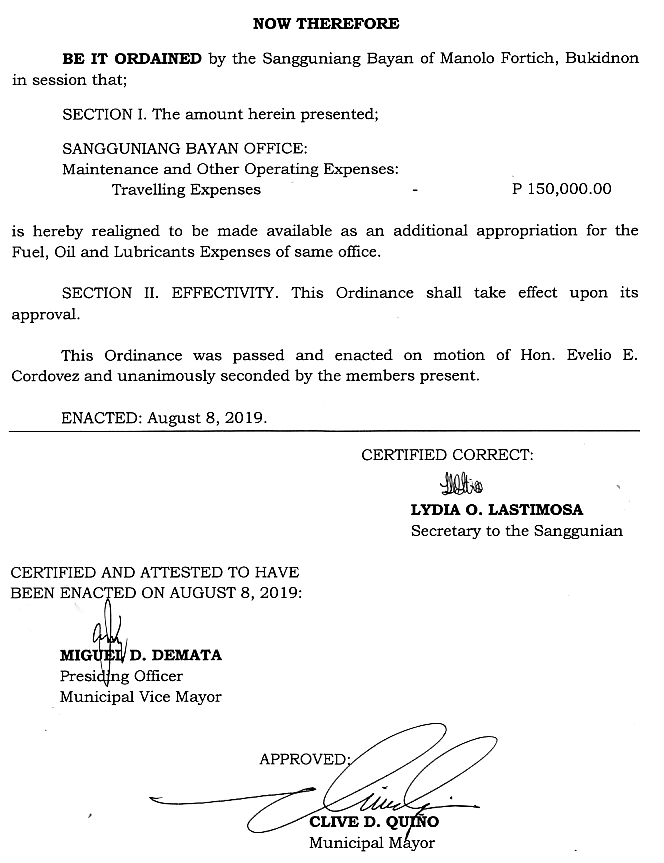 NOW THEREFORE
BE IT ORDAINED by the Sangguniang Bayan of Manolo Fortich, Bukidnon
in session that;
SECTION I. The amount herein presented;
SANGGUNIANG BAYAN OFFICE:
Maintenance and Other Operating Expenses:
Travelling Expenses - P 150,000.00
is hereby realigned to be made available as an additional appropriation for the
Fuel, Oil and Lubricants Expenses of same office.
SECTION II. EFFECTIVITY. This Ordinance shall take effect upon its
approval.
This Ordinance was passed and enacted on motion of Hon. Evelio E.
Cordovez and unanimously seconded by the members present.
ENACTED: August 8, 2019.
CERTIFIED CORRECT:
LYDIA O. LASTIMOSA
Secretary to the Sanggunian
CERTIFIED AND ATTESTED TO HAVE
BEEN ENACTED ON AUGUST 8, 2019:
MIGUEL D. DEMATA
Presiding Officer
Municipal Vice Mayor
APPROVED:
CLIVE D. QUIÑO
Municipal Mayor